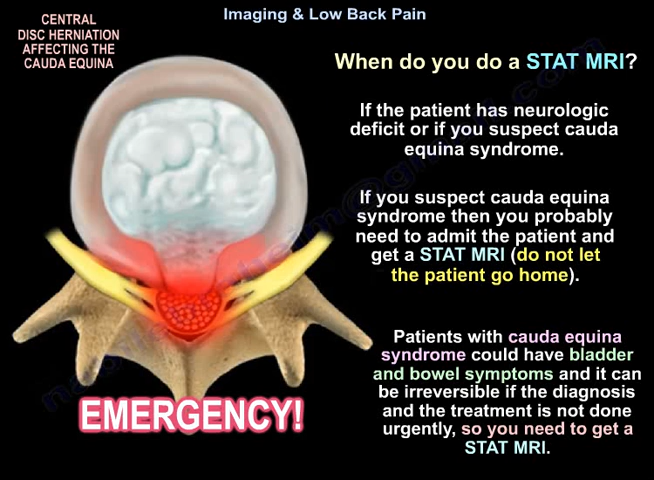 Imaging & Low Back Pain
CENTRAL
DISC HERNIATION
AFFECTING THE
CAUDA EQUINA
When do you do a STAT MRI?
If the patient has neurologic
deficit or if you suspect cauda
equina syndrome.
If you suspect cauda equina
syndrome then you probably
need to admit the patient and
get a STAT MRI (do not let
the patient go home).
Patients with cauda equina
syndrome could have bladder
and bowel symptoms and it can
be irreversible if the diagnosis
and the treatment is not done
urgently, so you need to get a
STAT MRI.
EMERGENCY!